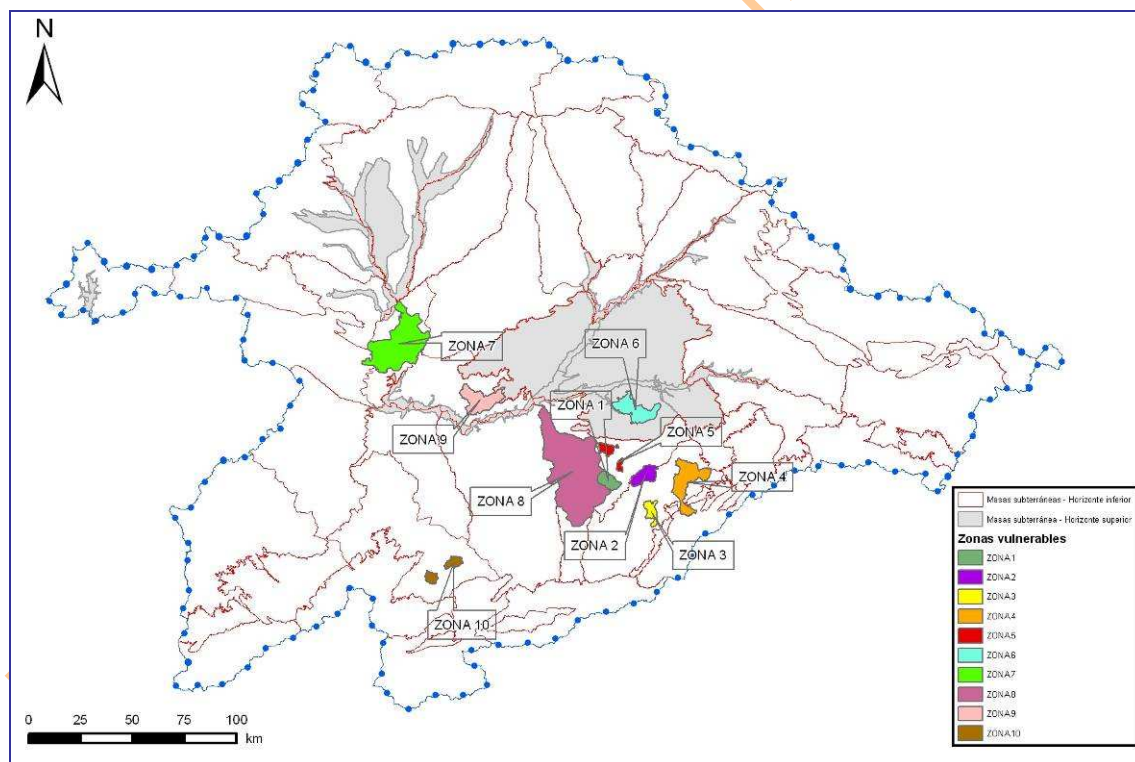 N
ZONA 7
ZONA 6
ZONA 1
ZONA 9
ZONA 5
ZONA 4
ZONA 8
ZONA 2
ZONA 3
ZONA 10
0 25 50 100
km
Masas subterráneas - Horizonte inferior
Masas subterránea - Horizonte superior
Zonas vulnerables
ZONA1
ZONA2
ZONA3
ZONA4
ZONA5
ZONA6
ZONA7
ZONA8
ZONA9
ZONA10